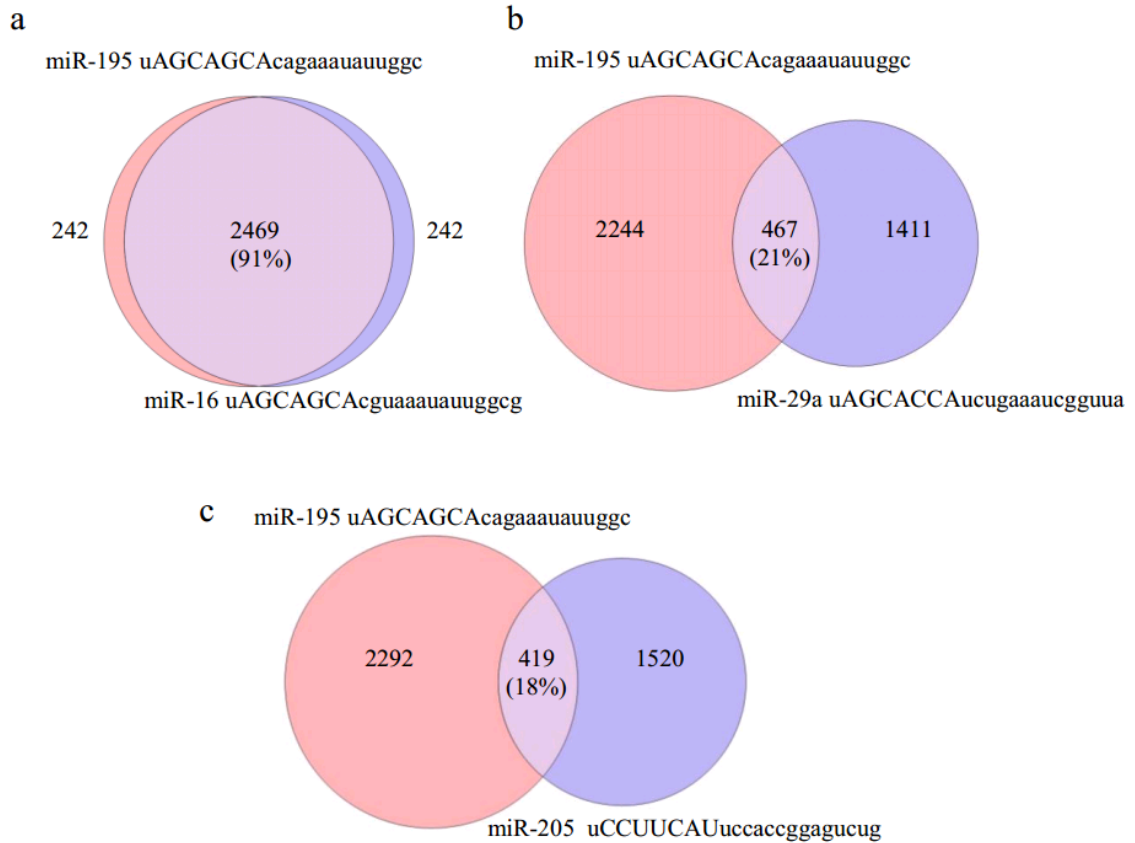 a
miR-195 uAGCAGCAcagaaauauuggc
242
2469
(91%)
242
miR-16 uAGCAGCAcguaaauauuggcg
b
miR-195 uAGCAGCAcagaaauauuggc
2244
467
(21%)
1411
miR-29a uAGCACCAucugaaaucgguua
c
miR-195 uAGCAGCAcagaaauauuggc
2292
419
(18%)
1520
miR-205 uCCUUCAUuccaccggagucug